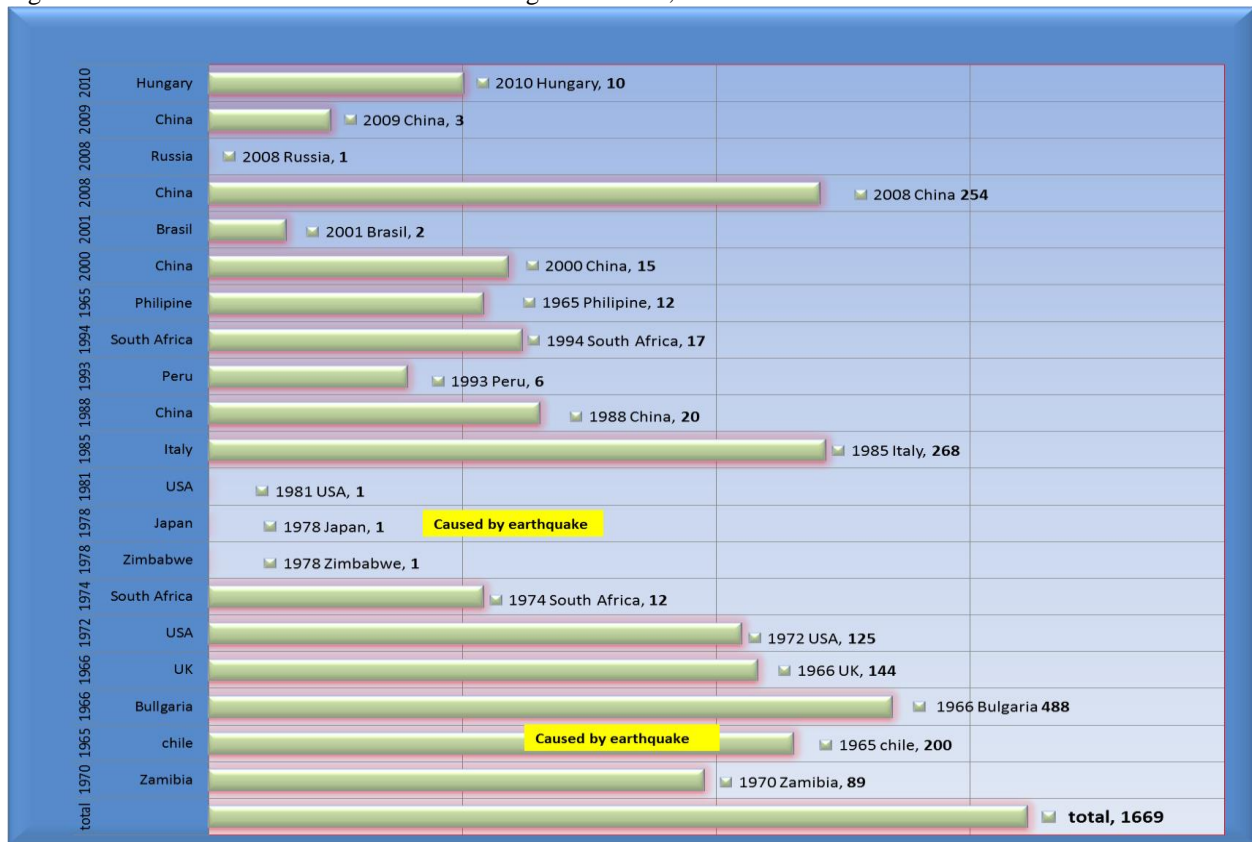 2010 Hungary 2010 Hungary, 10
2009 China 2009 China, 3
2008 Russia 2008 Russia, 1
2008 China 2008 China 254
2001 Brasil 2001 Brasil, 2
2000 China 2000 China, 15
1965 Philipine 1965 Philipine, 12
1994 South Africa 1994 South Africa, 17
1993 Peru 1993 Peru, 6
1988 China 1988 China, 20
1985 Italy 1985 Italy, 268
1981 USA 1981 USA, 1
1978 Japan 1978 Japan, 1 Caused by earthquake
1978 Zimbabwe 1978 Zimbabwe, 1
1974 South Africa 1974 South Africa, 12
1972 USA 1972 USA, 125
1966 UK 1966 UK, 144
1966 Bullgaria 1966 Bulgaria 488
1965 chile Caused by earthquake 1965 chile, 200
1970 Zamibia 1970 Zamibia, 89
total total, 1669